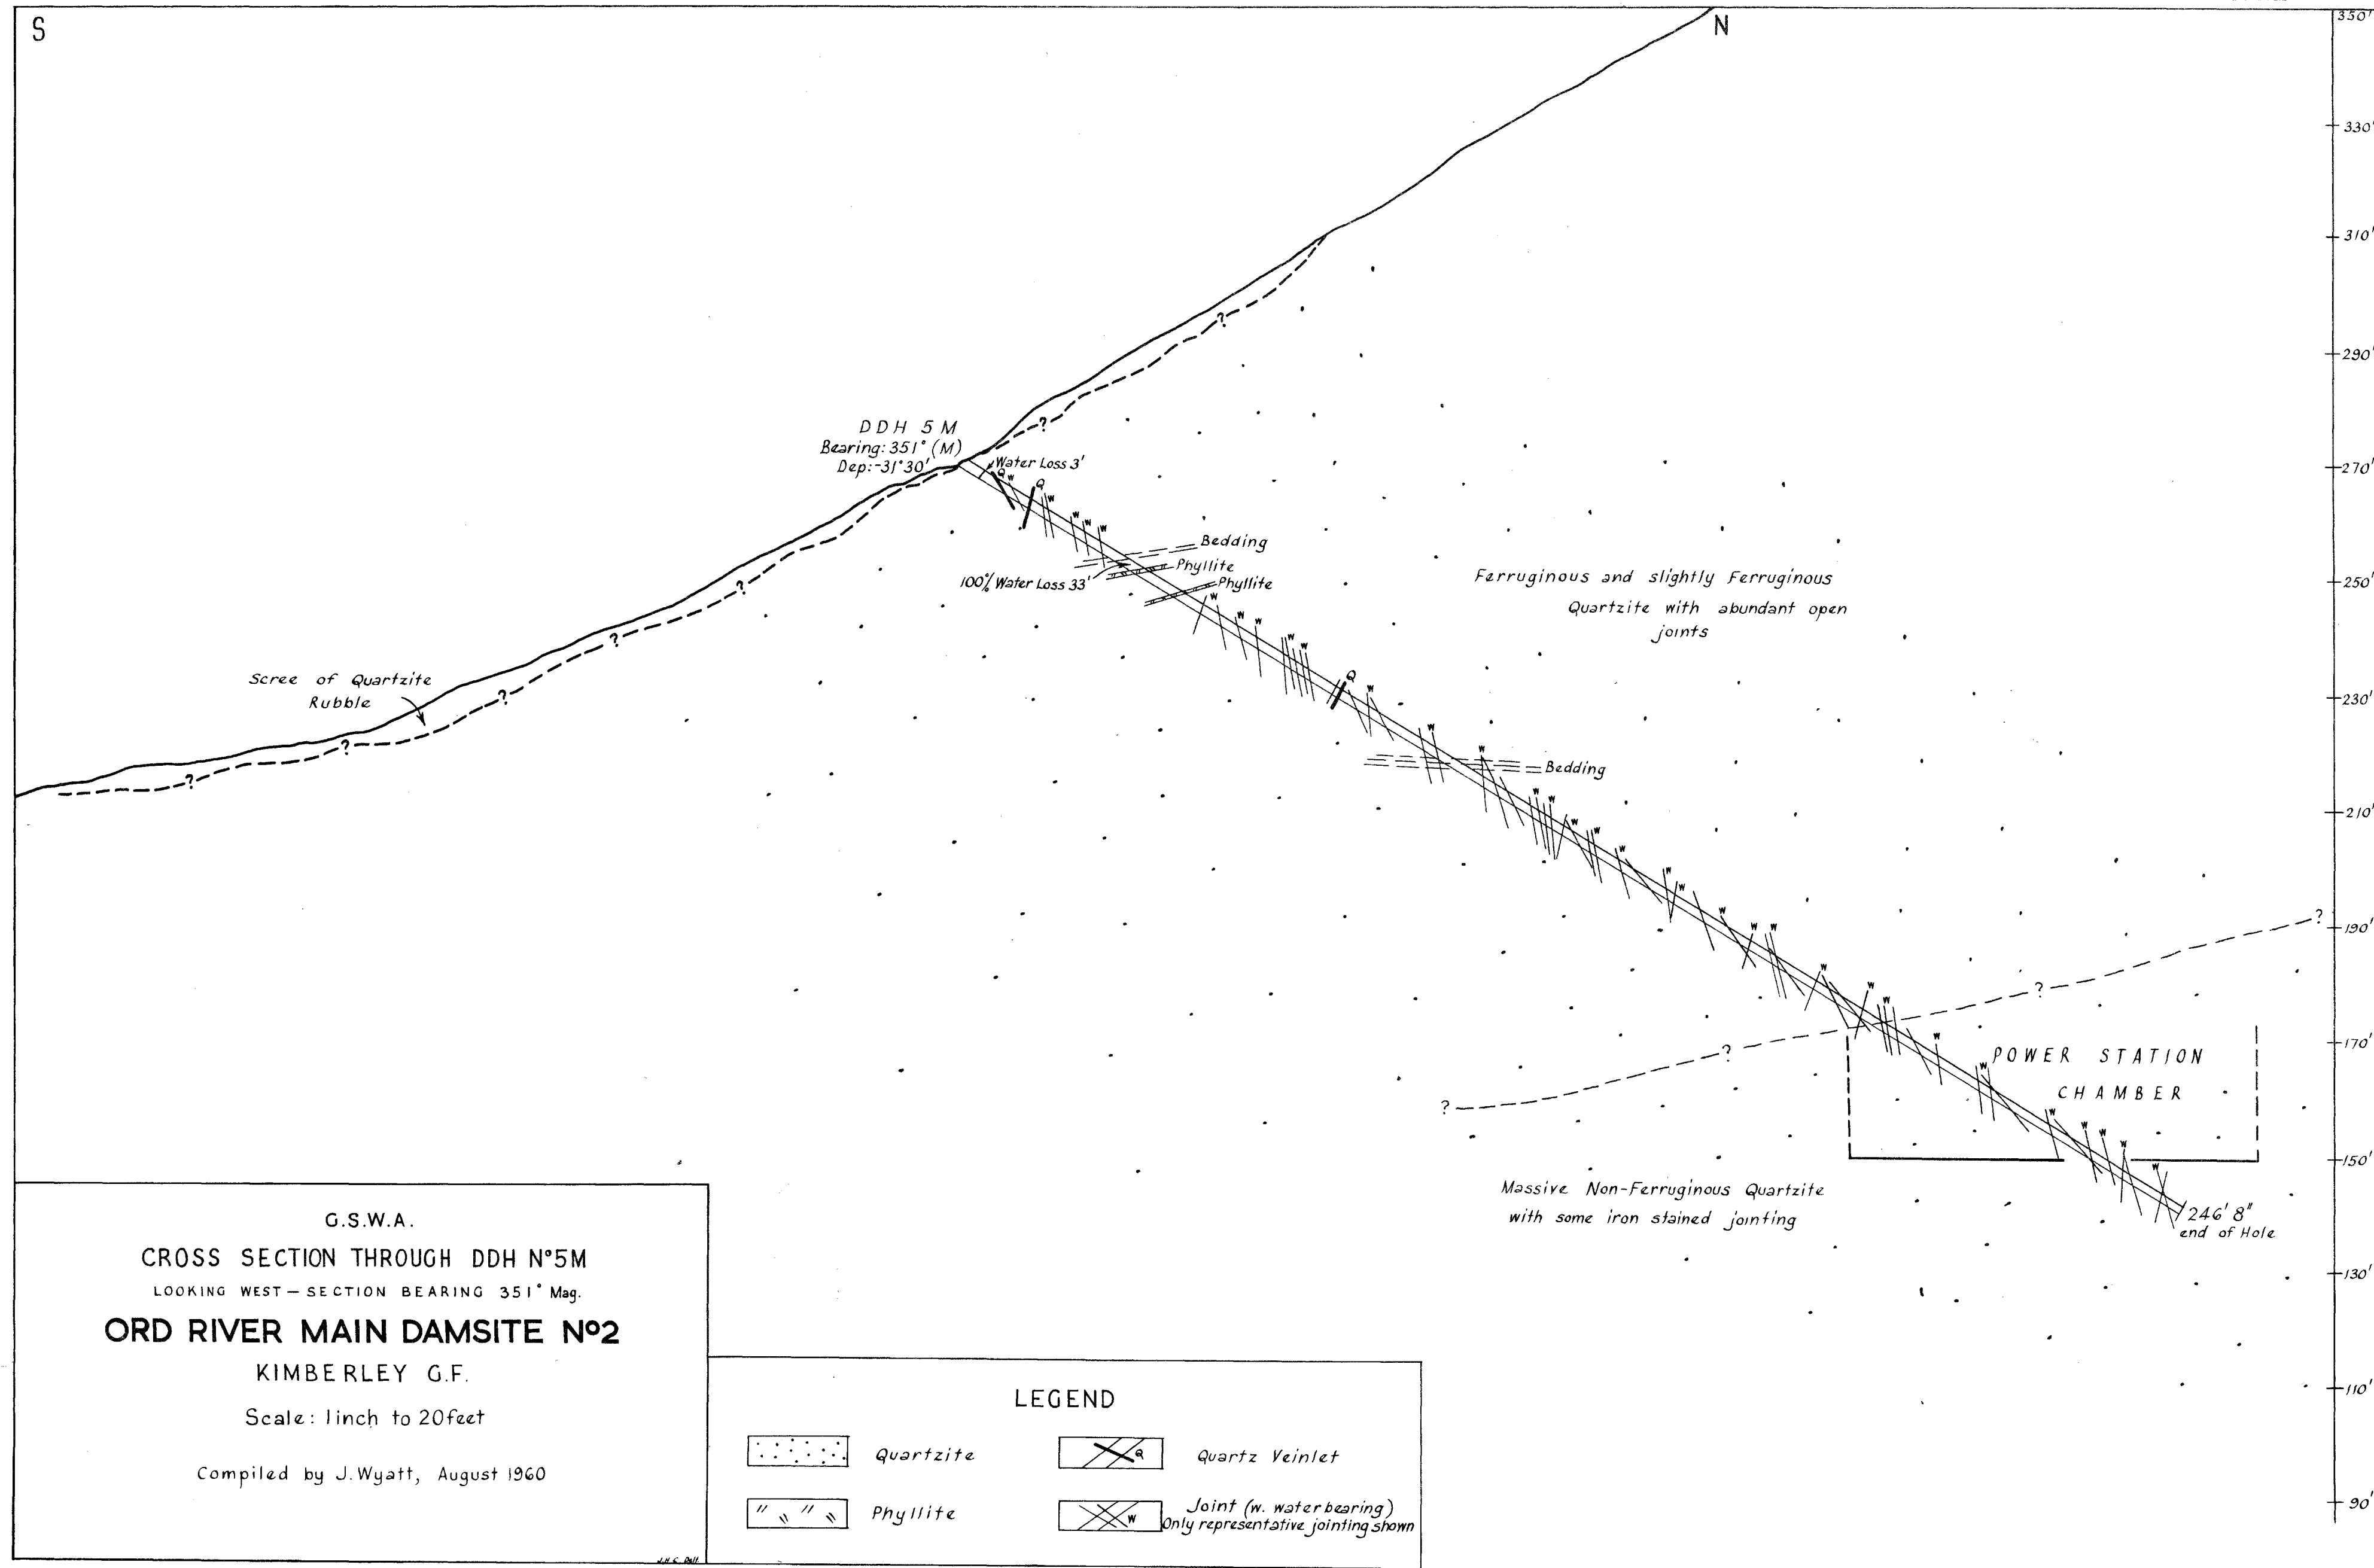 S
N
350'
330'
310'
290'
270'
250'
230'
210'
190'
170'
150'
130'
110'
90'
?
?
DDH 5M
Bearing: 351° (M)
Dep:-31°30'
Water Loss 3'
Q
W
Q
W
W
W
W
Bedding
Phyllite
100% Water Loss 33'
Phyllite
W
W
W
W
W
Ferruginous and slightly Ferruginous
Quartzite with abundant open
joints
?
?
?
?
?
Scree of Quartzite
Rubble
Q
W
W
W
Bedding
W
W
W
W
W
W
W
W
W
W
W
W
W
?
?
?
?
W
W
POWER STATION
CHAMBER
W
W
W
W
W
Massive Non-Ferruginous Quartzite
with some iron stained jointing
246' 8"
end of Hole
G.S.W.A.
CROSS SECTION THROUGH DDH Nº5M
LOOKING WEST — SECTION BEARING 351° Mag.
ORD RIVER MAIN DAMSITE Nº2
KIMBERLEY G.F.
Scale: 1inch to 20feet
Compiled by J.Wyatt, August 1960
LEGEND
Quartzite
Q
Quartz Veinlet
Phyllite
W
Joint (w. waterbearing)
Only representative jointing shown